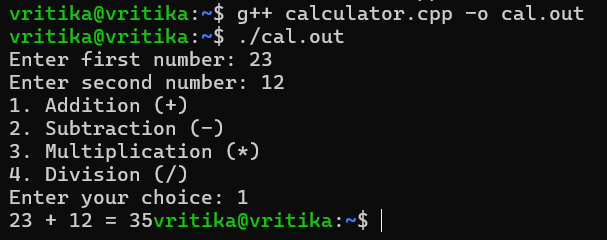 vritika@vritika:~$ g++ calculator.cpp -o cal.out
vritika@vritika:~$ ./cal.out
Enter first number: 23
Enter second number: 12
1. Addition (+)
2. Subtraction (-)
3. Multiplication (*)
4. Division (/)
Enter your choice: 1
23 + 12 = 35vritika@vritika:~$